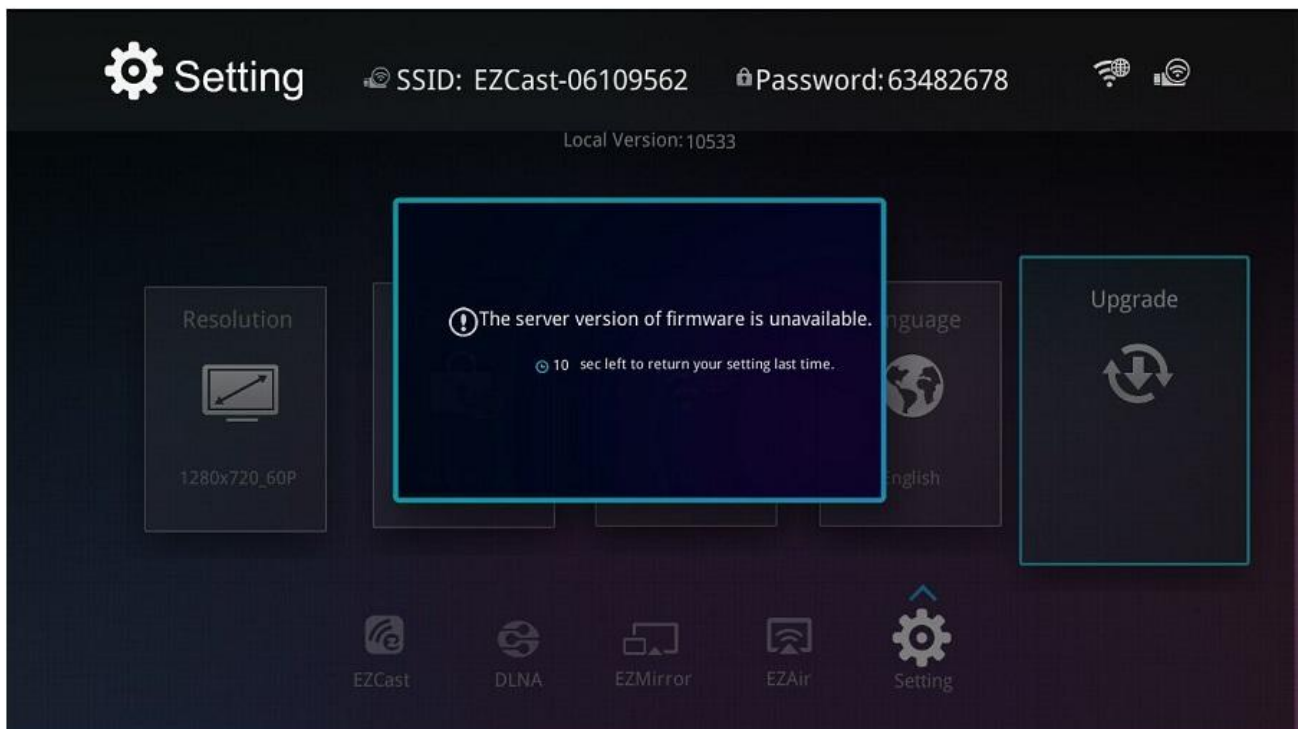 Setting
SSID: EZCast-06109562
Password: 63482678
Local Version: 10533
Resolution
1280x720_60P
The server version of firmware is unavailable.
10 sec left to return your setting last time.
nguage
English
Upgrade
EZCast
DLNA
EZMirror
EZAir
Setting